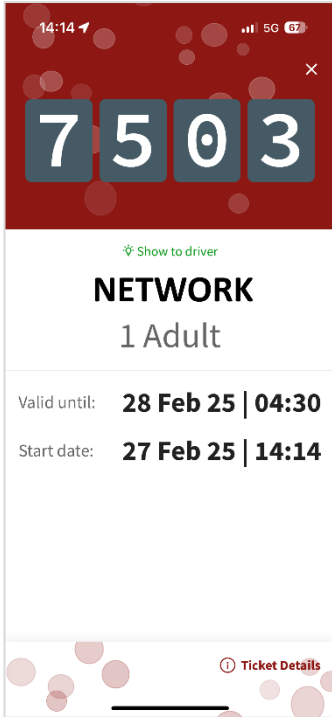 14:14 5G 67
7503
Show to driver
NETWORK
1 Adult
Valid until: 28 Feb 25 | 04:30
Start date: 27 Feb 25 | 14:14
Ticket Details